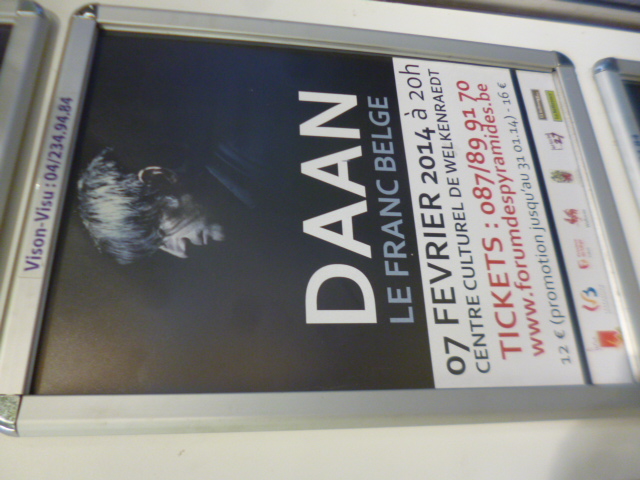 Vison-Visu : 04/234.94.84
DAAN
LE FRANC BELGE
07 FEVRIER 2014 à 20h
CENTRE CULTUREL DE WELKENRAEDT
TICKETS : 087/89 91 70
www.forumdespyramides.be
12 € (promotion jusqu'au 31 01.14) - 16 €